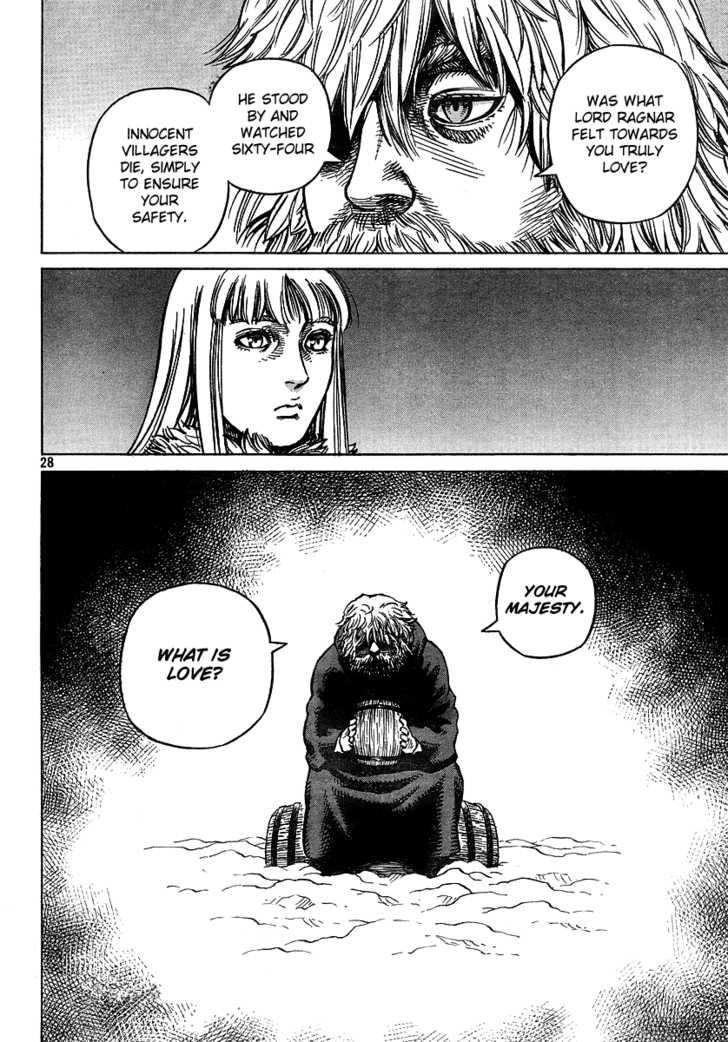 WAS WHAT
LORD RAGNAR
FELT TOWARDS
YOU TRULY
LOVE?
HE STOOD
BY AND
WATCHED
SIXTY-FOUR
INNOCENT
VILLAGERS
DIE, SIMPLY
TO ENSURE
YOUR
SAFETY.
28
YOUR
MAJESTY.
WHAT IS
LOVE?